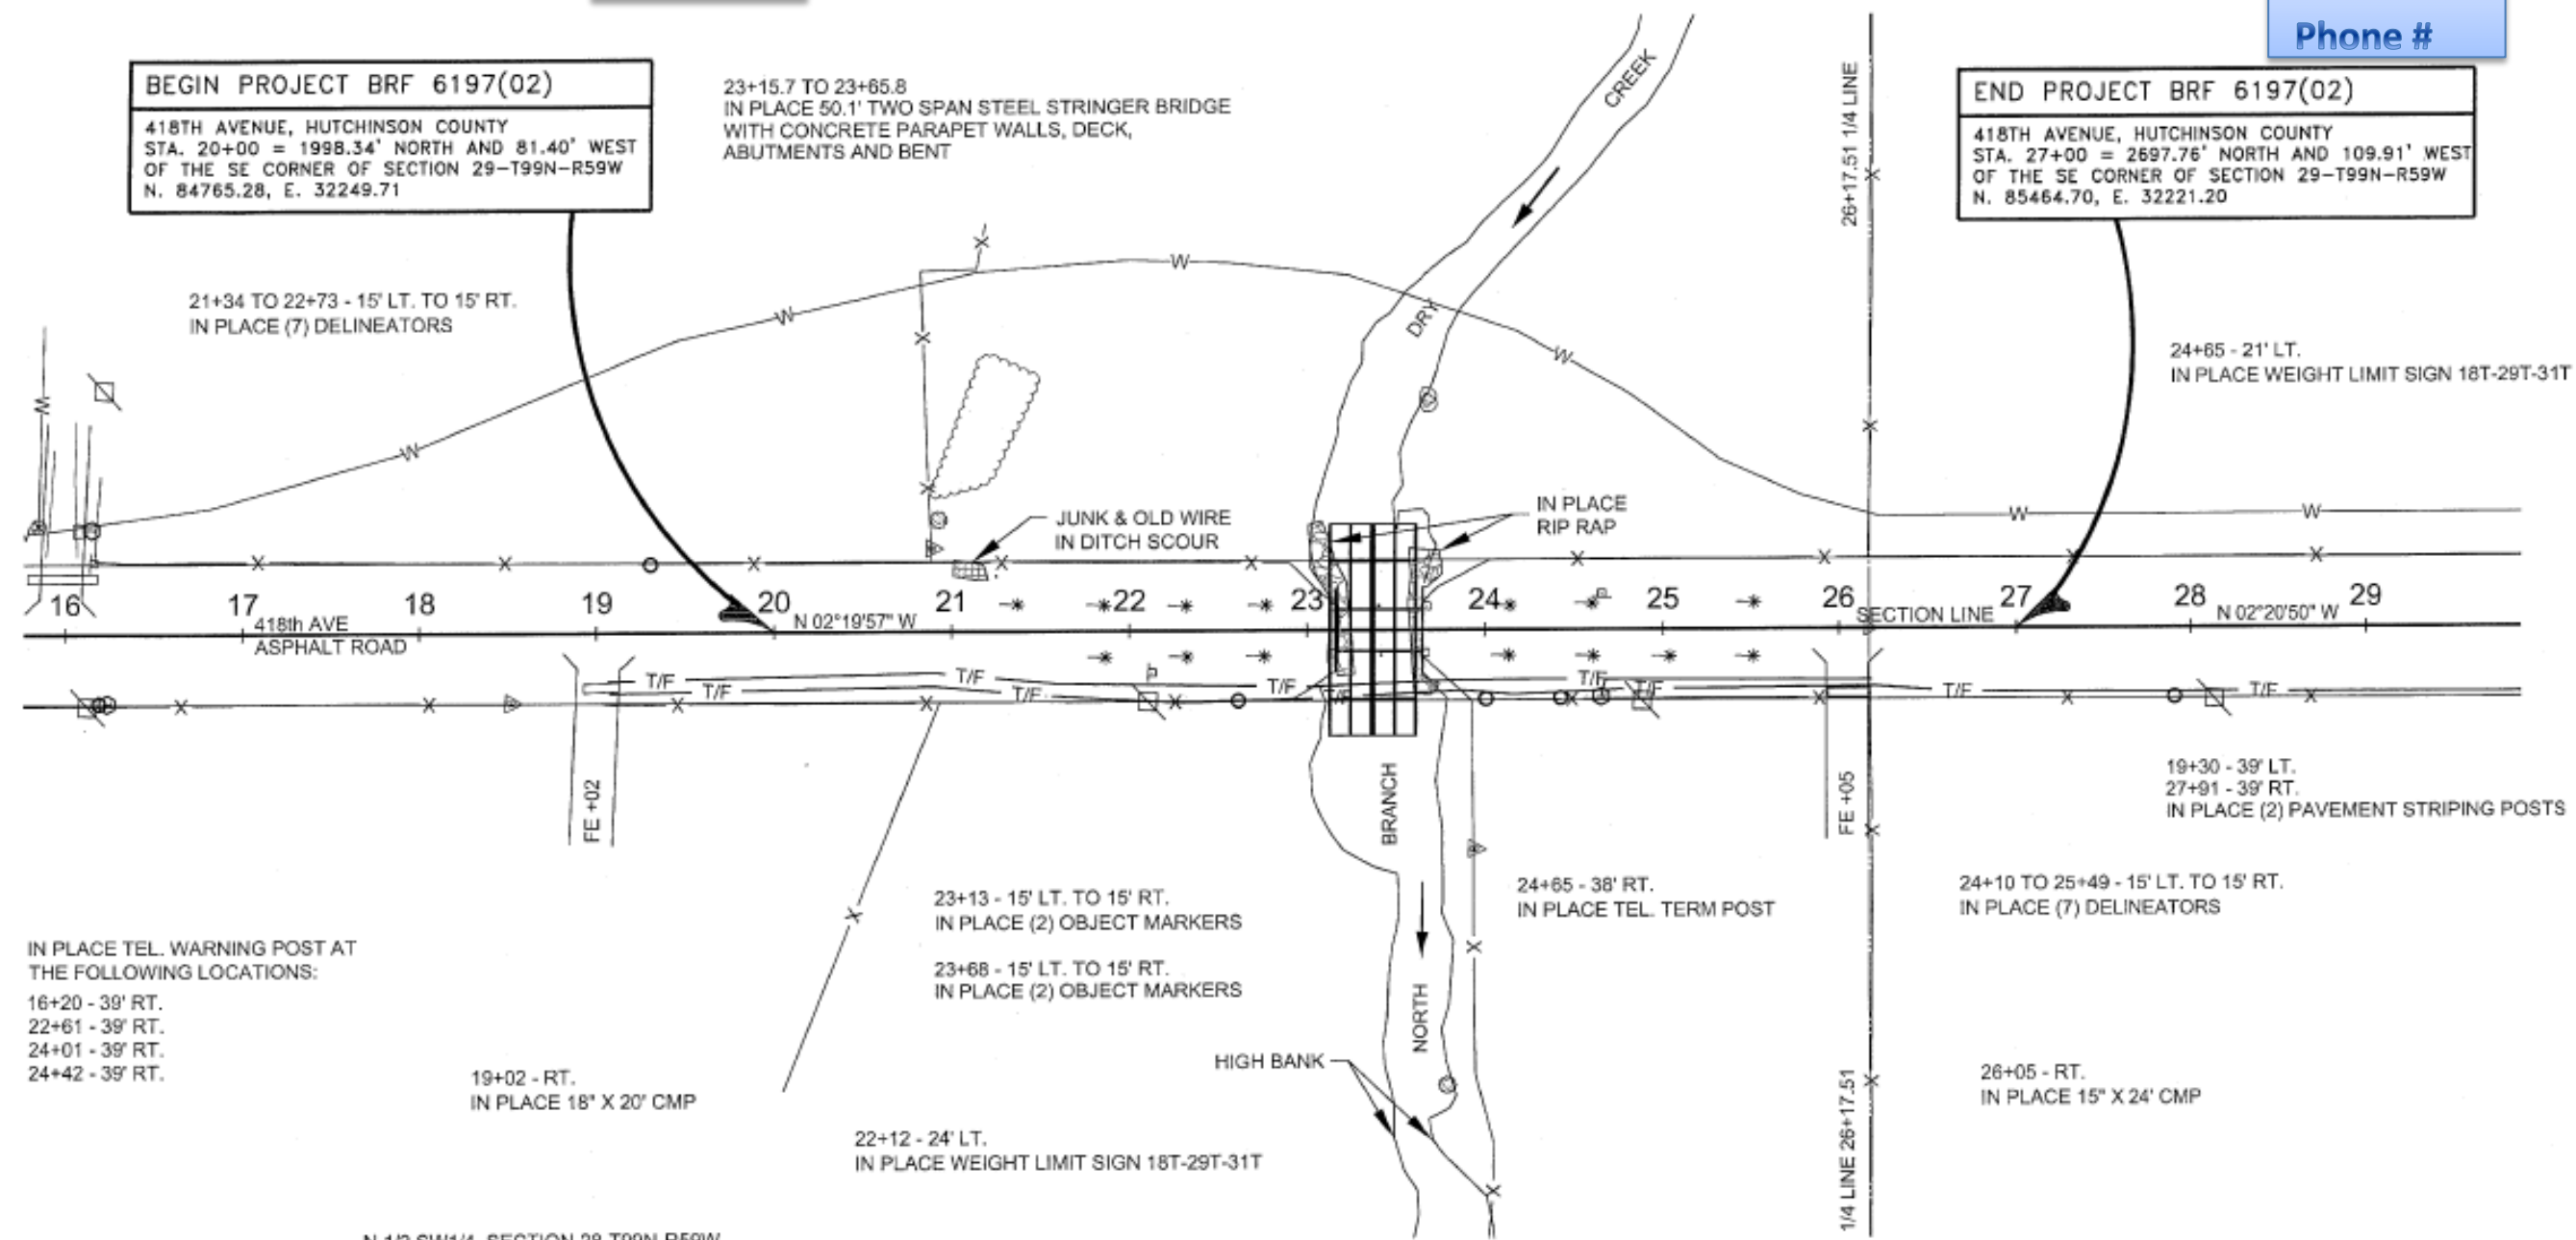 Phone #
BEGIN PROJECT BRF 6197(02)
418TH AVENUE, HUTCHINSON COUNTY
STA. 20+00 = 1998.34' NORTH AND 81.40' WEST
OF THE SE CORNER OF SECTION 29-T99N-R59W
N. 84765.28, E. 32249.71
23+15.7 TO 23+65.8
IN PLACE 50.1' TWO SPAN STEEL STRINGER BRIDGE
WITH CONCRETE PARAPET WALLS, DECK,
ABUTMENTS AND BENT
CREEK
26+17.51 1/4 LINE
END PROJECT BRF 6197(02)
418TH AVENUE, HUTCHINSON COUNTY
STA. 27+00 = 2697.76' NORTH AND 109.91' WEST
OF THE SE CORNER OF SECTION 29-T99N-R59W
N. 85464.70, E. 32221.20
21+34 TO 22+73 - 15' LT. TO 15' RT.
IN PLACE (7) DELINEATORS
DRY
24+65 - 21' LT.
IN PLACE WEIGHT LIMIT SIGN 18T-29T-31T
W W W W W W W
JUNK & OLD WIRE
IN DITCH SCOUR
IN PLACE
RIP RAP
16 17 18 19 20 21 22 23 24 25 26 27 28 29
418th AVE
ASPHALT ROAD
N 02°19'57" W
SECTION LINE
N 02°20'50" W
T/F T/F T/F T/F T/F T/F T/F T/F T/F
FE +02
BRANCH
FE +05
19+30 - 39' LT.
27+91 - 39' RT.
IN PLACE (2) PAVEMENT STRIPING POSTS
23+13 - 15' LT. TO 15' RT.
IN PLACE (2) OBJECT MARKERS
23+68 - 15' LT. TO 15' RT.
IN PLACE (2) OBJECT MARKERS
24+65 - 38' RT.
IN PLACE TEL. TERM POST
24+10 TO 25+49 - 15' LT. TO 15' RT.
IN PLACE (7) DELINEATORS
IN PLACE TEL. WARNING POST AT
THE FOLLOWING LOCATIONS:
16+20 - 39' RT.
22+61 - 39' RT.
24+01 - 39' RT.
24+42 - 39' RT.
NORTH
HIGH BANK
19+02 - RT.
IN PLACE 18" X 20' CMP
26+05 - RT.
IN PLACE 15" X 24' CMP
22+12 - 24' LT.
IN PLACE WEIGHT LIMIT SIGN 18T-29T-31T
1/4 LINE 26+17.51
N 1/2 SW1/4, SECTION 28-T99N-R59W